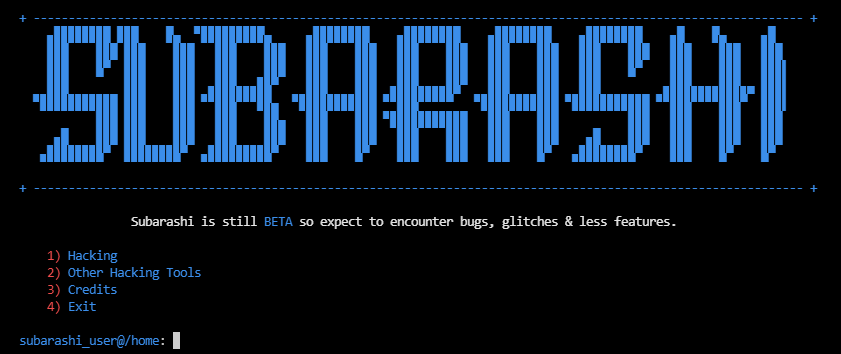 + -------------------------------------------------------------------------------------------------------------- +
SUBARASHI
+ -------------------------------------------------------------------------------------------------------------- +
Subarashi is still BETA so expect to encounter bugs, glitches & less features.
1) Hacking
2) Other Hacking Tools
3) Credits
4) Exit
subarashi_user@/home: